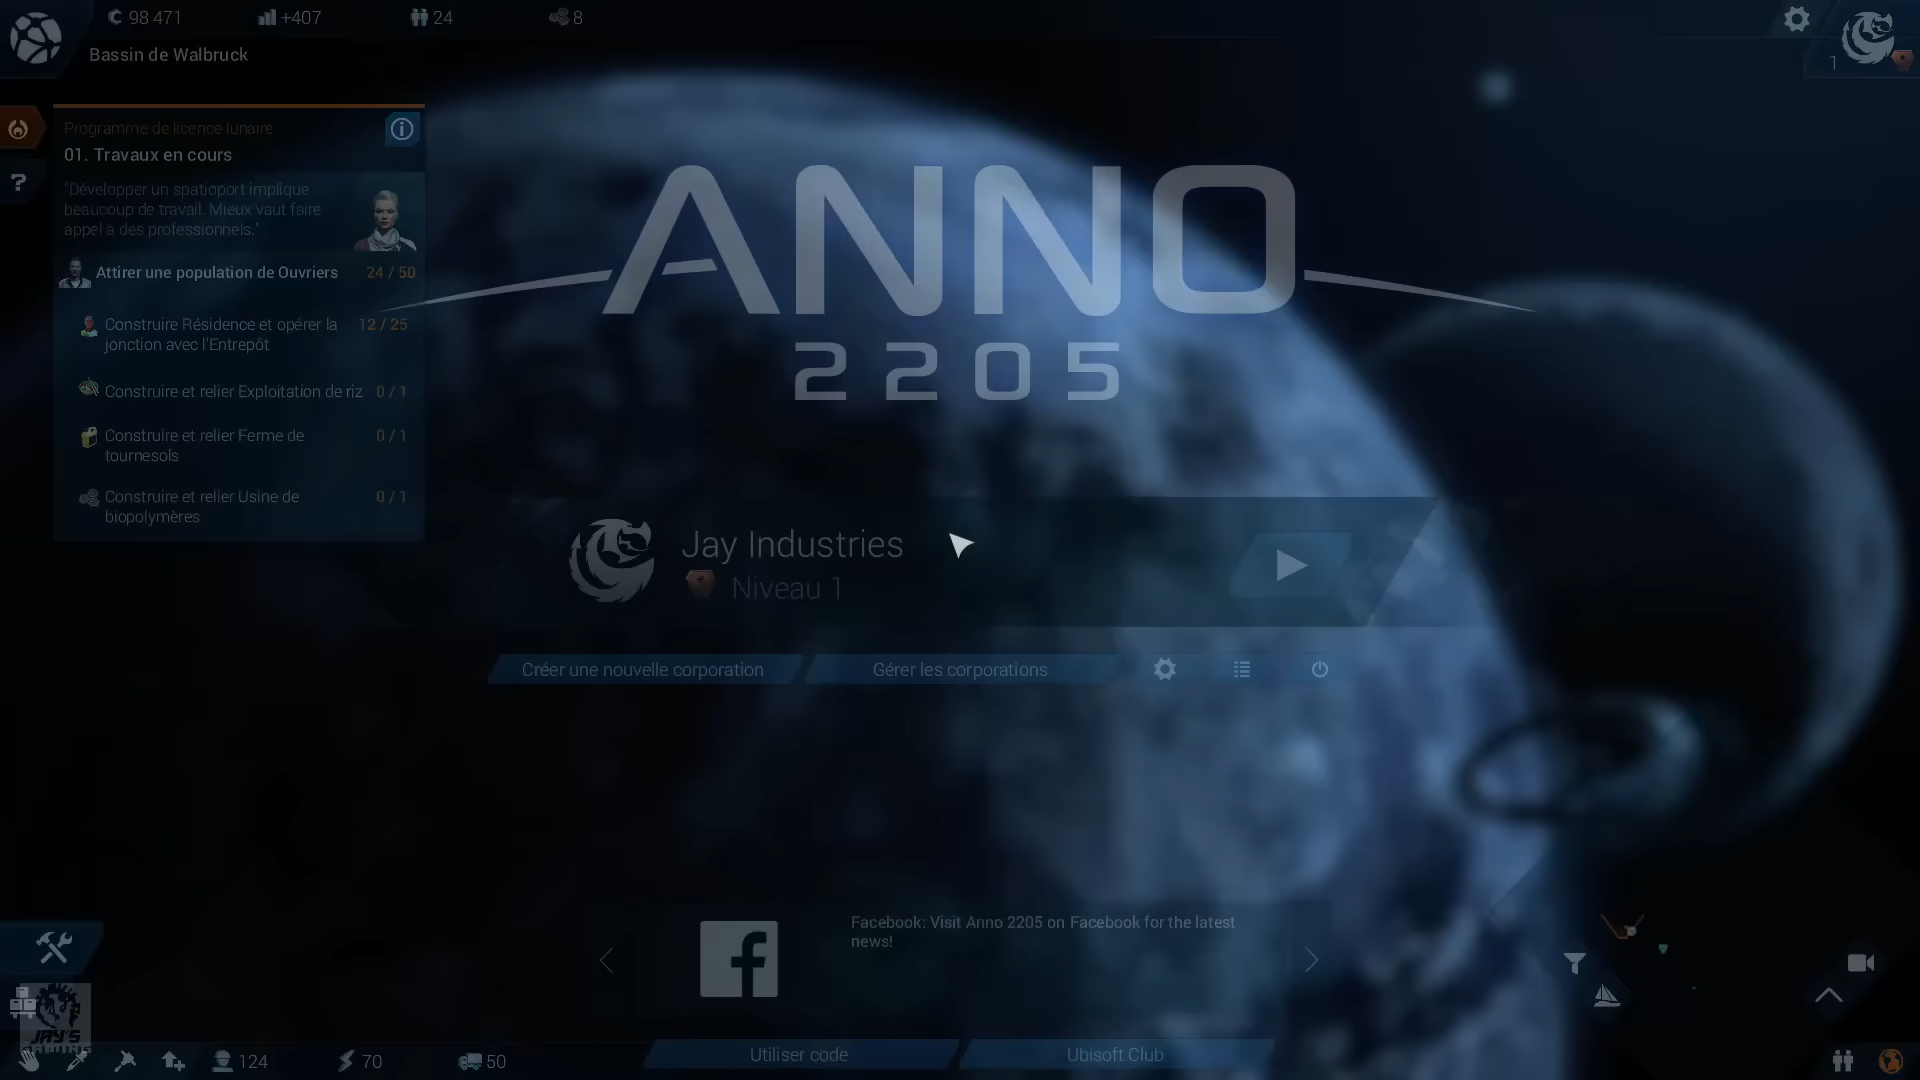 98 471
+407
24
8
Bassin de Walbruck
1
Programme de licence lunaire
01. Travaux en cours
"Développer un spatioport implique
beaucoup de travail. Mieux vaut faire
appel à des professionnels."
Attirer une population de Ouvriers 24 / 50
Construire Résidence et opérer la 12 / 25
jonction avec l'Entrepôt
Construire et relier Exploitation de riz 0 / 1
Construire et relier Ferme de 0 / 1
tournesols
Construire et relier Usine de 0 / 1
biopolymères
ANNO
2205
Jay Industries
Niveau 1
Créer une nouvelle corporation
Gérer les corporations
Facebook: Visit Anno 2205 on Facebook for the latest
news!
Utiliser code
Ubisoft Club
JAY'S
124
70
50